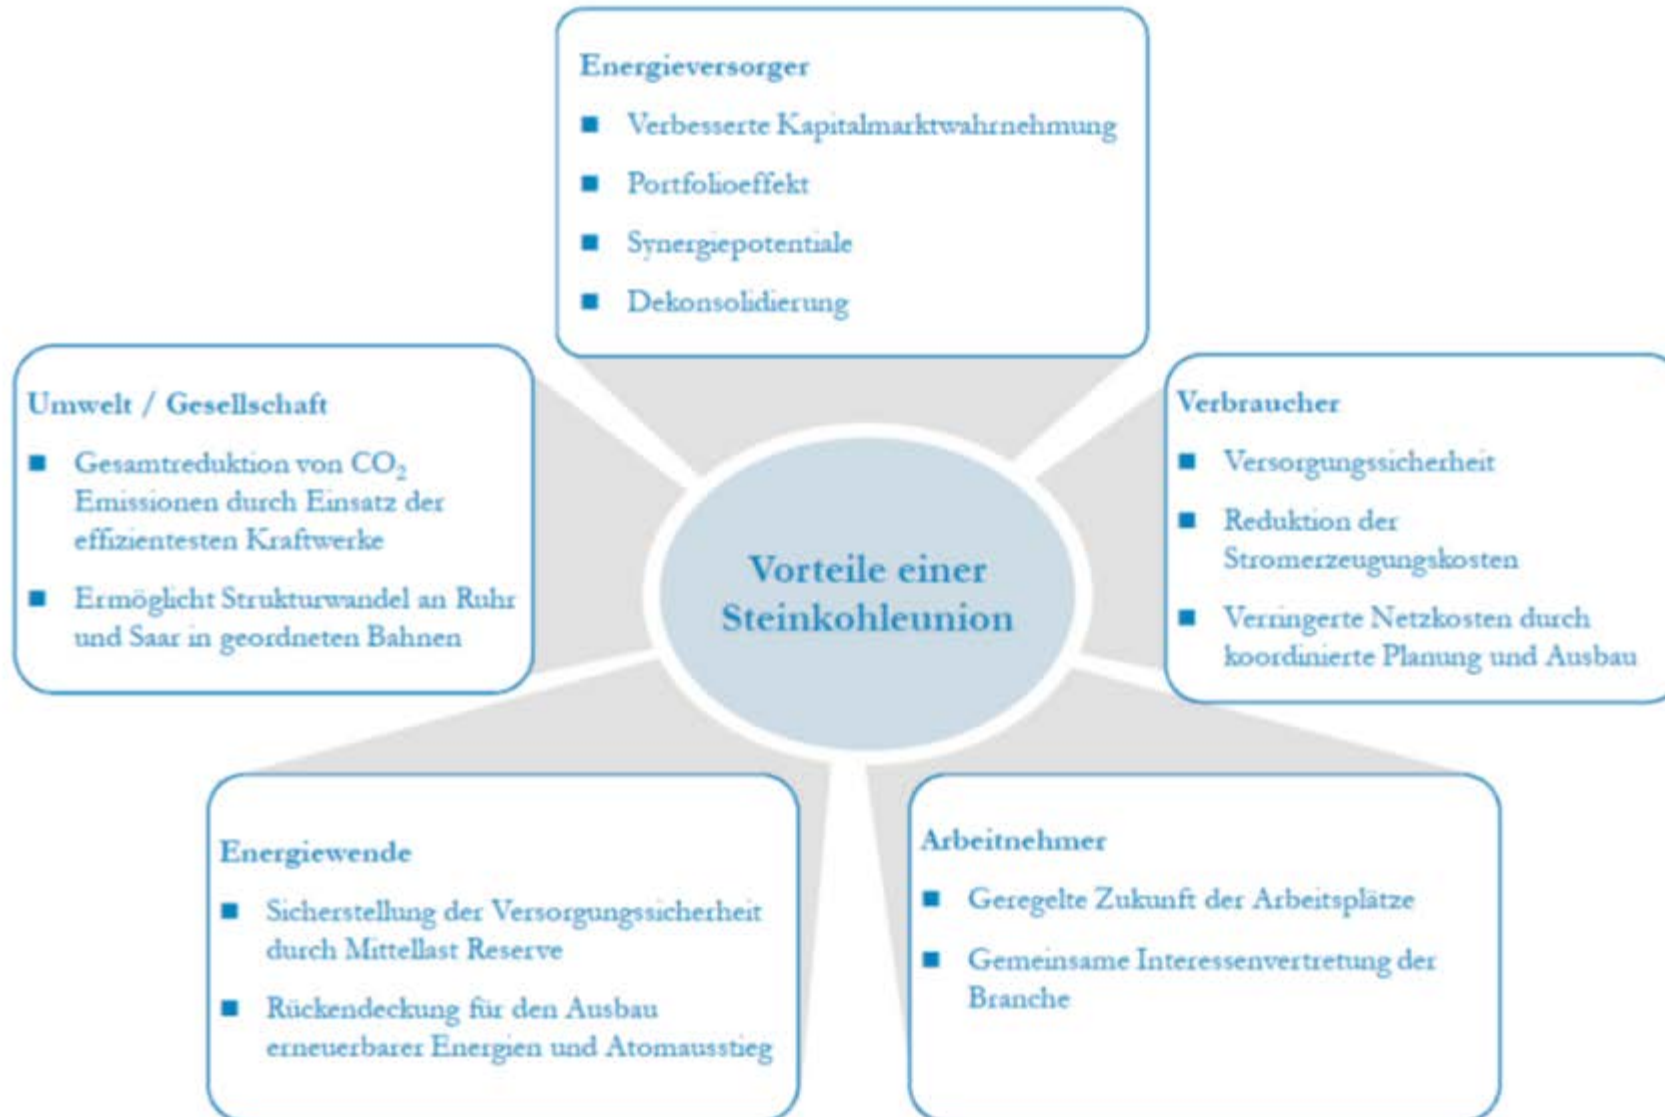 Energieversorger
■ Verbesserte Kapitalmarktwahrnehmung
■ Portfolioeffekt
■ Synergiepotentiale
■ Dekonsolidierung
Umwelt / Gesellschaft
■ Gesamtreduktion von CO₂
Emissionen durch Einsatz der
effizientesten Kraftwerke
■ Ermöglicht Strukturwandel an Ruhr
und Saar in geordneten Bahnen
Vorteile einer
Steinkohleunion
Verbraucher
■ Versorgungssicherheit
■ Reduktion der
Stromerzeugungskosten
■ Verringerte Netzkosten durch
koordinierte Planung und Ausbau
Energiewende
■ Sicherstellung der Versorgungssicherheit
durch Mittellast Reserve
■ Rückendeckung für den Ausbau
erneuerbarer Energien und Atomausstieg
Arbeitnehmer
■ Geregelte Zukunft der Arbeitsplätze
■ Gemeinsame Interessenvertretung der
Branche